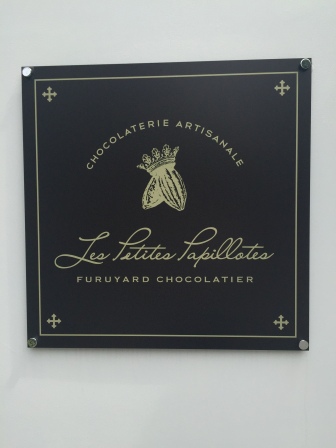 CHOCOLATERIE ARTISANALE
Les Petites Papillotes
FURUYARD CHOCOLATIER